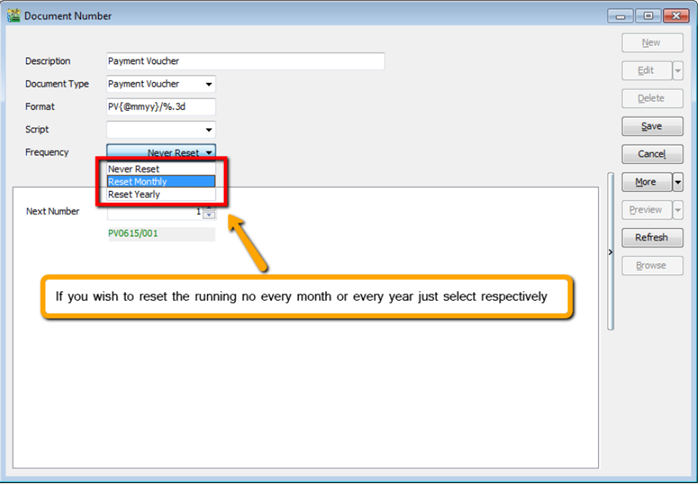 Document Number
New
Description Payment Voucher
Edit
Document Type Payment Voucher
Format PV{@mmyy}/%.3d
Delete
Script
Save
Frequency Never Reset
Cancel
Never Reset
Reset Monthly
More
Reset Yearly
Next Number 1
Preview
PV0615/001
Refresh
Browse
If you wish to reset the running no every month or every year just select respectively